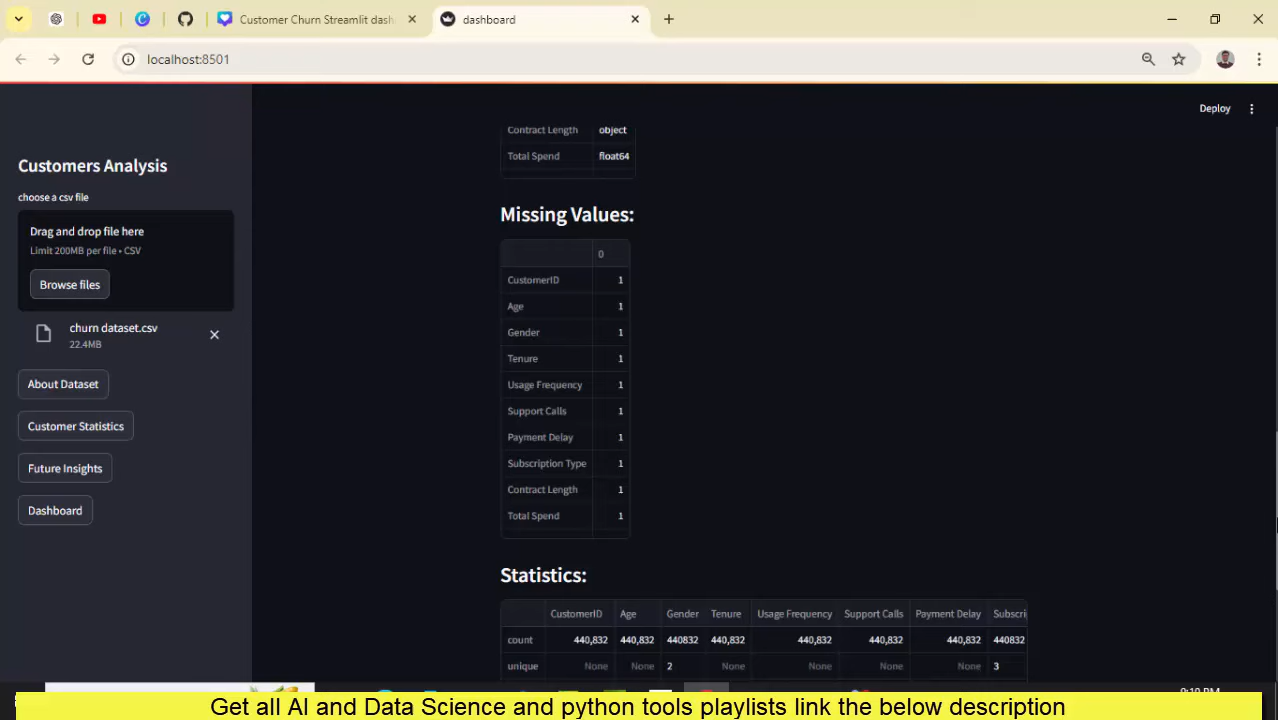 Customer Churn Streamlit dash
dashboard
localhost:8501
Deploy
Customers Analysis
choose a csv file
Drag and drop file here
Limit 200MB per file • CSV
Browse files
churn dataset.csv
22.4MB
About Dataset
Customer Statistics
Future Insights
Dashboard
Contract Length object
Total Spend float64
Missing Values:
0
CustomerID 1
Age 1
Gender 1
Tenure 1
Usage Frequency 1
Support Calls 1
Payment Delay 1
Subscription Type 1
Contract Length 1
Total Spend 1
Statistics:
CustomerID Age Gender Tenure Usage Frequency Support Calls Payment Delay Subscri
count 440,832 440,832 440832 440,832 440,832 440,832 440,832 440832
unique None None 2 None None None None 3
Get all AI and Data Science and python tools playlists link the below description